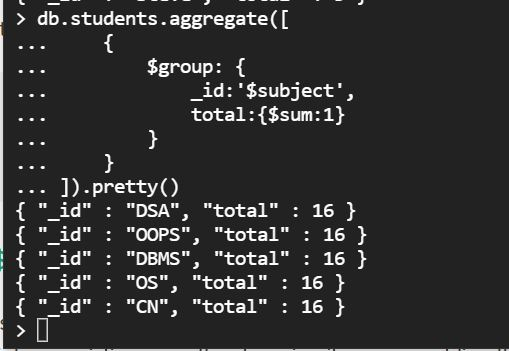 > db.students.aggregate([
... {
... $group: {
... _id:'$subject',
... total:{$sum:1}
... }
... }
... ]).pretty()
{ "_id" : "DSA", "total" : 16 }
{ "_id" : "OOPS", "total" : 16 }
{ "_id" : "DBMS", "total" : 16 }
{ "_id" : "OS", "total" : 16 }
{ "_id" : "CN", "total" : 16 }
>